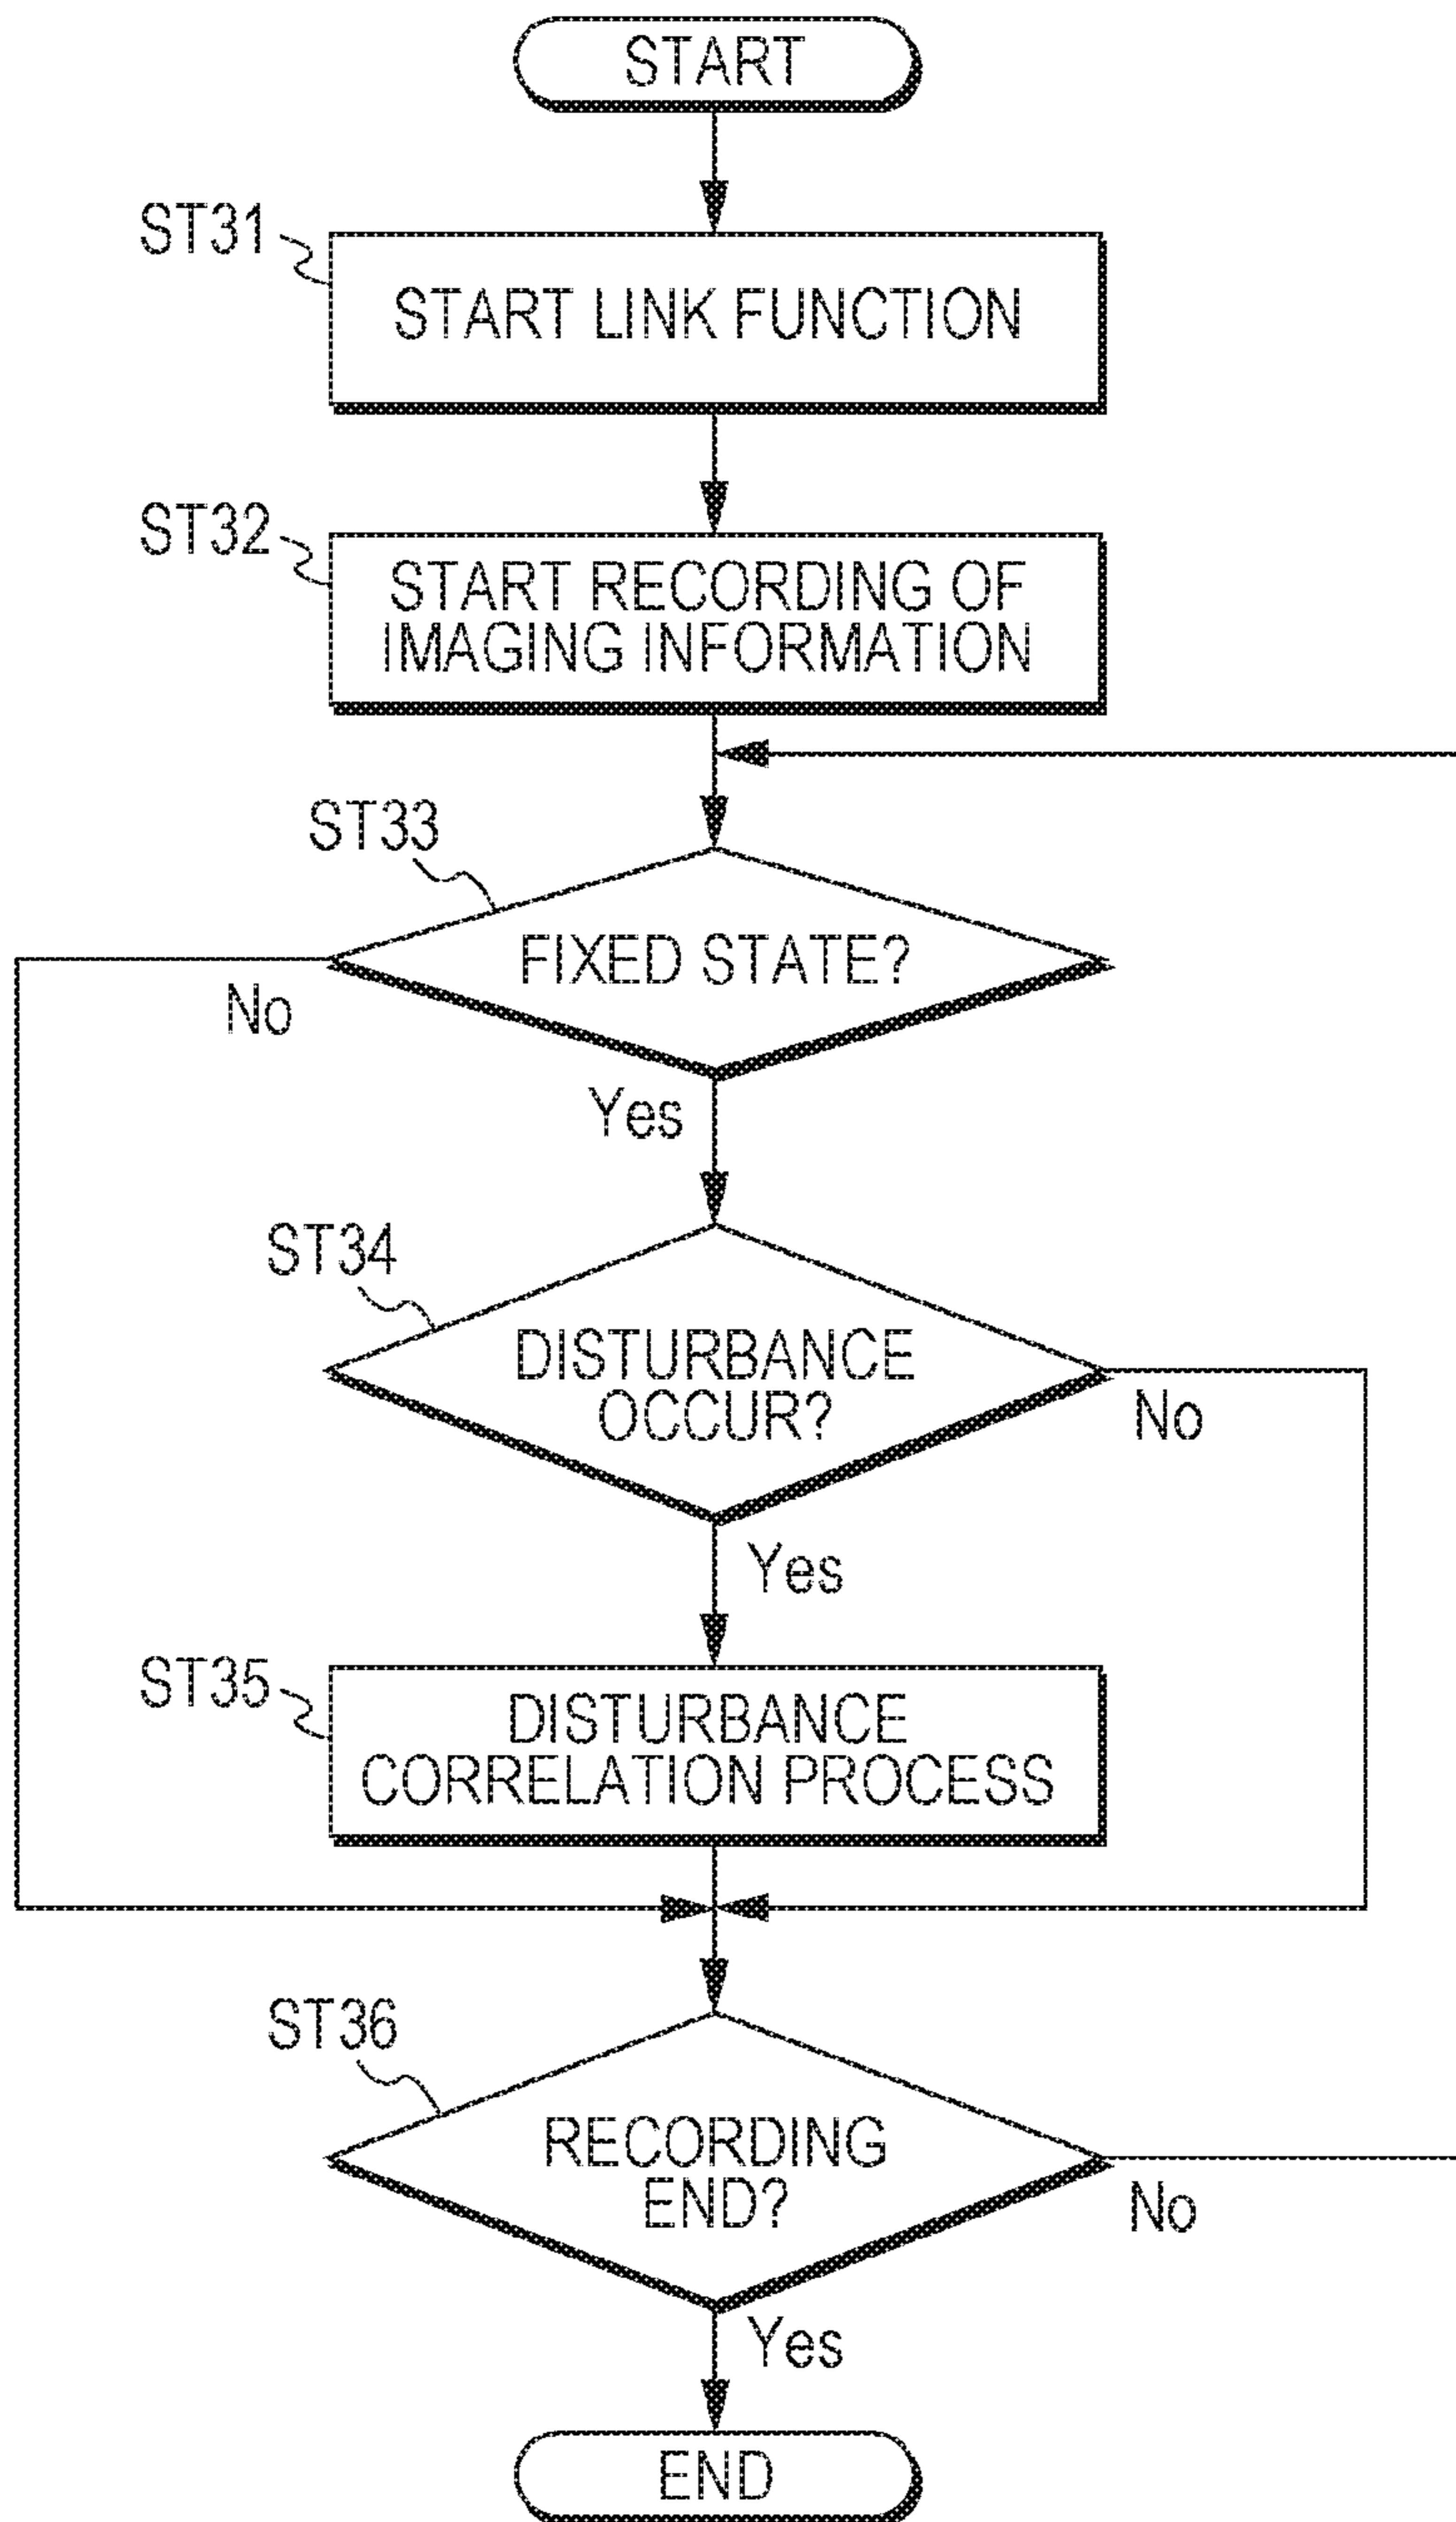 START
ST31
START LINK FUNCTION
ST32
START RECORDING OF
IMAGING INFORMATION
ST33
FIXED STATE?
No
Yes
ST34
DISTURBANCE
OCCUR?
No
Yes
ST35
DISTURBANCE
CORRELATION PROCESS
ST36
RECORDING
END?
No
Yes
END